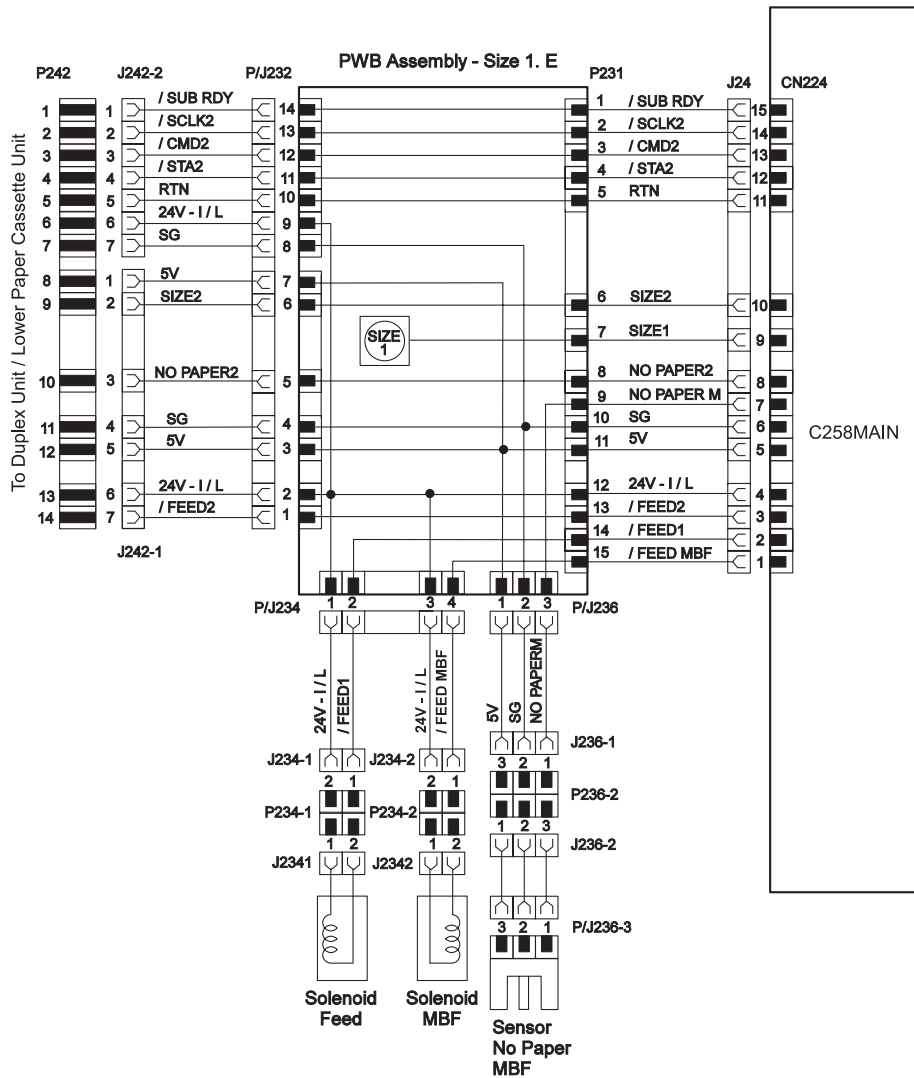 PWB Assembly - Size 1. E
P242 J242-2 P/J232 P231 J24 CN224
To Duplex Unit / Lower Paper Cassette Unit
1 1 / SUB RDY 14 1 / SUB RDY 15
2 2 / SCLK2 13 2 / SCLK2 14
3 3 / CMD2 12 3 / CMD2 13
4 4 / STA2 11 4 / STA2 12
5 5 RTN 10 5 RTN 11
6 6 24V - I / L 9
7 7 SG 8
8 1 5V 7
9 2 SIZE2 6 6 SIZE2 10
SIZE 1 7 SIZE1 9
10 3 NO PAPER2 5 8 NO PAPER2 8
9 NO PAPER M 7
11 4 SG 4 10 SG 6
12 5 5V 3 11 5V 5
C258MAIN
13 6 24V - I / L 2 12 24V - I / L 4
14 7 / FEED2 1 13 / FEED2 3
14 / FEED1 2
J242-1 15 / FEED MBF 1
P/J234 1 2 3 4 1 2 3 P/J236
24V - I / L
/ FEED1
24V - I / L
/ FEED MBF
5V
SG
NO PAPERM
J234-1 J234-2 J236-1
2 1 2 1 3 2 1
P234-1 P234-2 P236-2
1 2 1 2 1 2 3
J2341 J2342 J236-2
P/J236-3
3 2 1
Solenoid
Feed
Solenoid
MBF
Sensor
No Paper
MBF